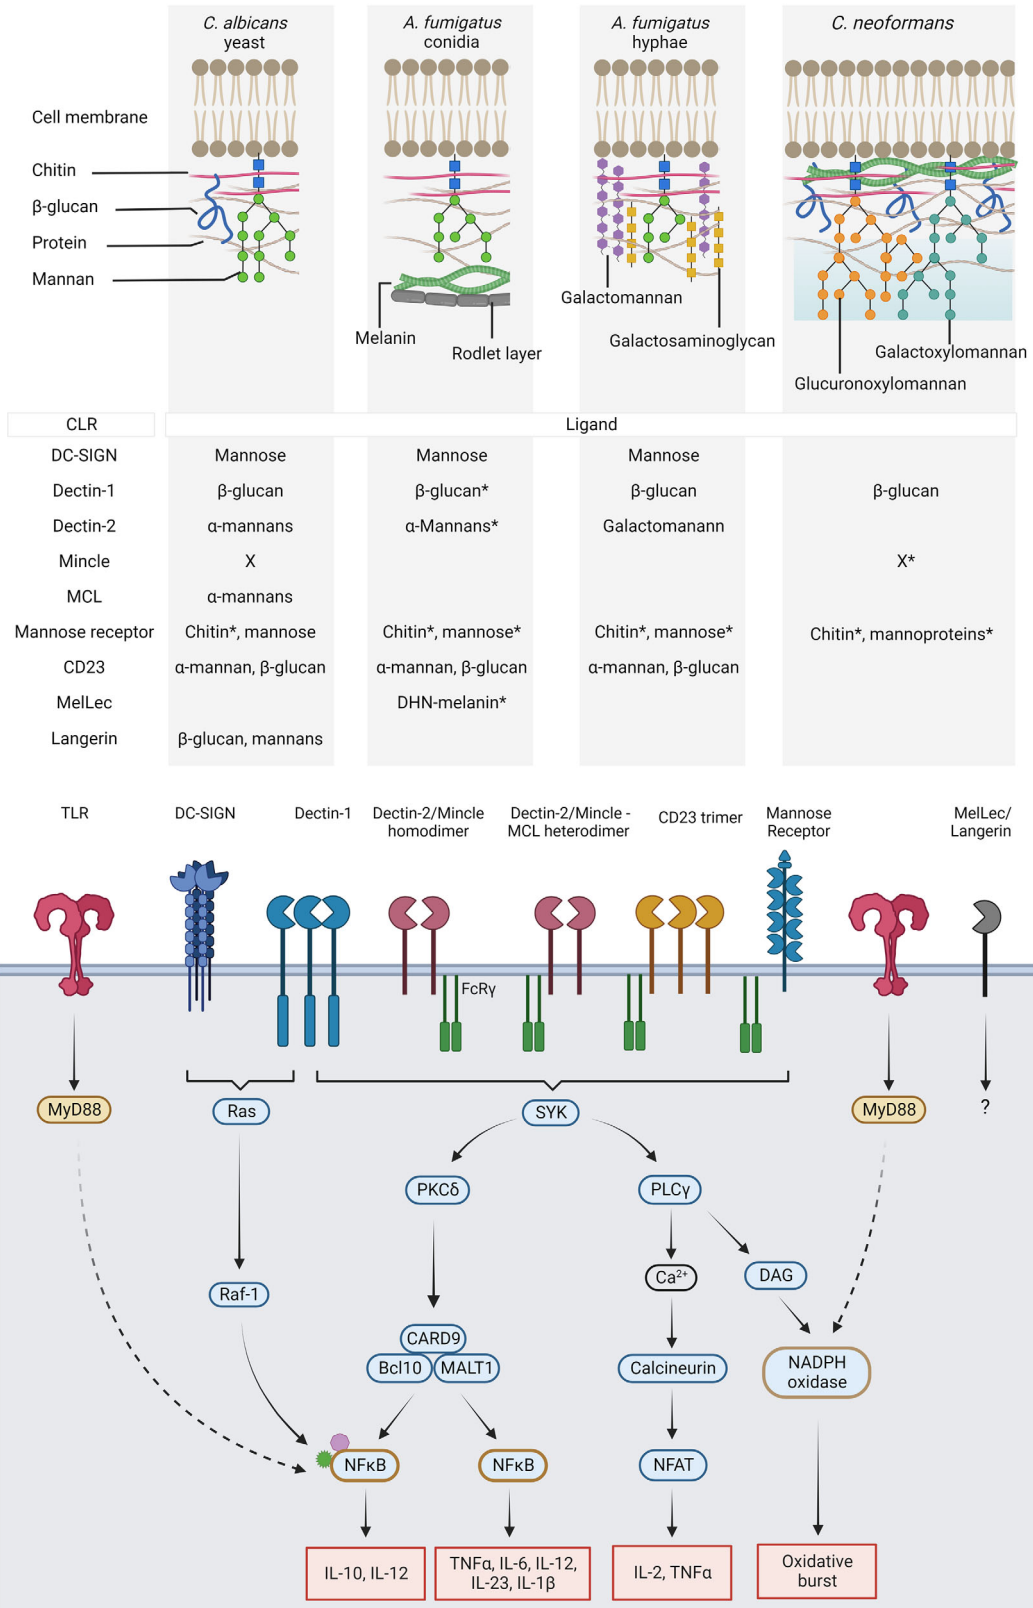 C. albicans
yeast
A. fumigatus
conidia
A. fumigatus
hyphae
C. neoformans
Cell membrane
Chitin
β-glucan
Protein
Mannan
Melanin
Rodlet layer
Galactomannan
Galactosaminoglycan
Galactoxylomannan
Glucuronoxylomannan
CLR Ligand
DC-SIGN Mannose Mannose Mannose
Dectin-1 β-glucan β-glucan* β-glucan β-glucan
Dectin-2 α-mannans α-Mannans* Galactomanann
Mincle X X*
MCL α-mannans
Mannose receptor Chitin*, mannose Chitin*, mannose* Chitin*, mannose* Chitin*, mannoproteins*
CD23 α-mannan, β-glucan α-mannan, β-glucan α-mannan, β-glucan
MelLec DHN-melanin*
Langerin β-glucan, mannans
TLR
DC-SIGN
Dectin-1
Dectin-2/Mincle
homodimer
Dectin-2/Mincle -
MCL heterodimer
CD23 trimer
Mannose
Receptor
MelLec/
Langerin
FcRγ
MyD88
Ras
SYK
MyD88
?
PKCδ
PLCγ
Raf-1
Ca²⁺
DAG
CARD9
Bcl10
MALT1
Calcineurin
NADPH
oxidase
NFκB
NFκB
NFAT
IL-10, IL-12
TNFα, IL-6, IL-12,
IL-23, IL-1β
IL-2, TNFα
Oxidative
burst